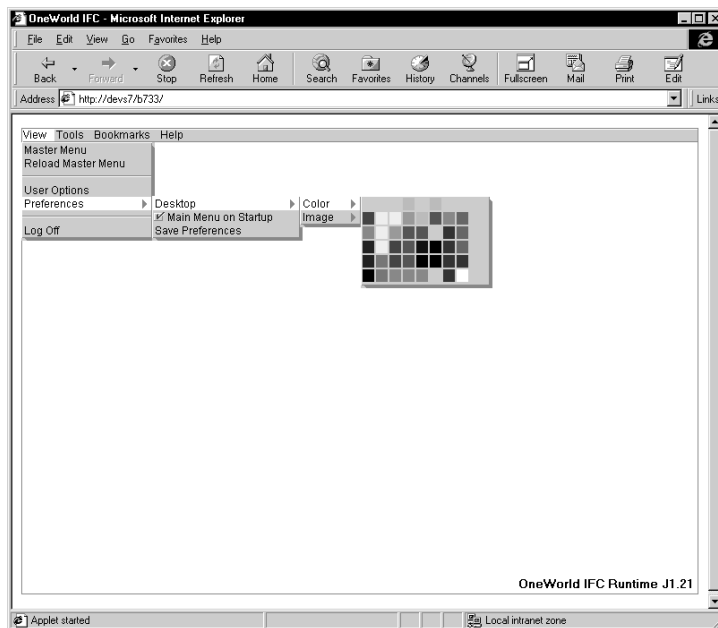 OneWorld IFC - Microsoft Internet Explorer
File Edit View Go Favorites Help
Back Forward Stop Refresh Home Search Favorites History Channels Fullscreen Mail Print Edit
Address http://devs7/b733/ Links
View Tools Bookmarks Help
Master Menu
Reload Master Menu
User Options
Preferences Desktop Color
Main Menu on Startup Image
Log Off Save Preferences
OneWorld IFC Runtime J1.21
Applet started Local intranet zone